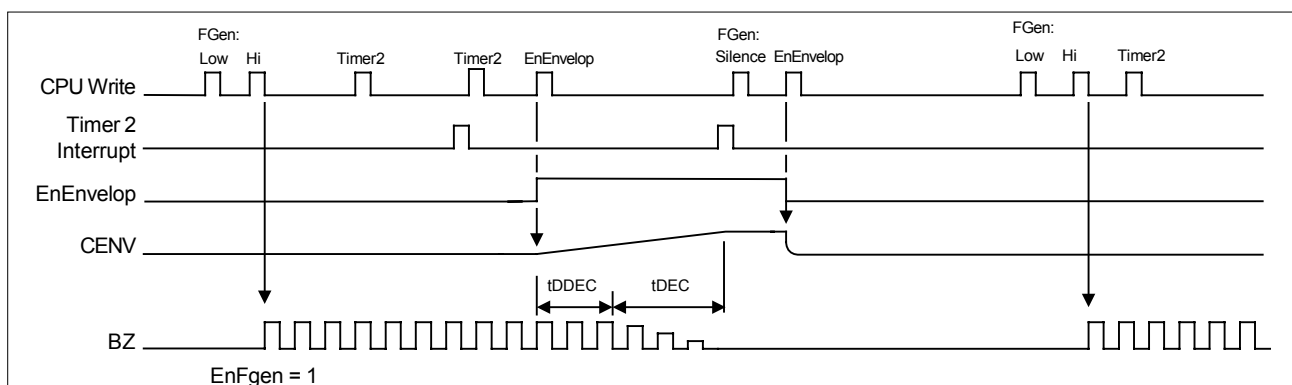 FGen: FGen: FGen:
Low Hi Timer2 Timer2 EnEnvelop Silence EnEnvelop Low Hi Timer2
CPU Write
Timer 2
Interrupt
EnEnvelop
CENV
tDDEC tDEC
BZ
EnFgen = 1